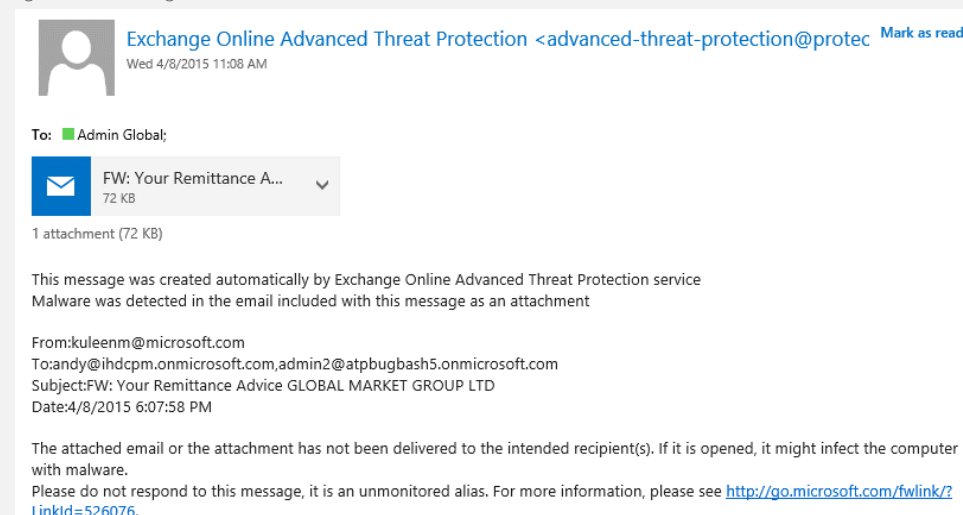 Exchange Online Advanced Threat Protection <advanced-threat-protection@protec Mark as read
Wed 4/8/2015 11:08 AM
To: Admin Global;
FW: Your Remittance A...
72 KB
1 attachment (72 KB)
This message was created automatically by Exchange Online Advanced Threat Protection service
Malware was detected in the email included with this message as an attachment
From:kuleenm@microsoft.com
To:andy@ihdcpm.onmicrosoft.com,admin2@atpbugbash5.onmicrosoft.com
Subject:FW: Your Remittance Advice GLOBAL MARKET GROUP LTD
Date:4/8/2015 6:07:58 PM
The attached email or the attachment has not been delivered to the intended recipient(s). If it is opened, it might infect the computer
with malware.
Please do not respond to this message, it is an unmonitored alias. For more information, please see http://go.microsoft.com/fwlink/?
LinkId=526076.